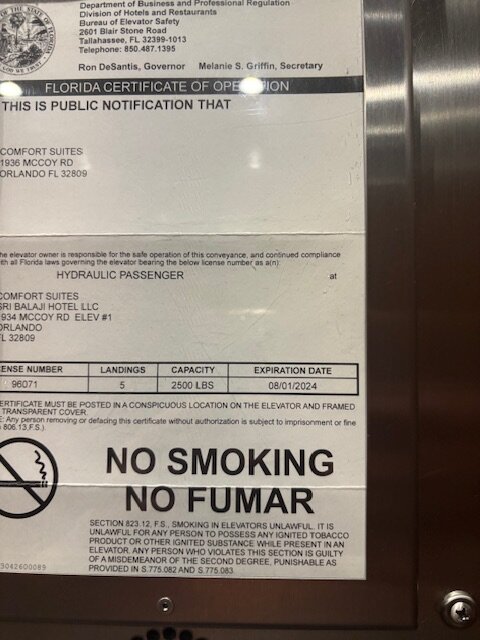 Department of Business and Professional Regulation
Division of Hotels and Restaurants
Bureau of Elevator Safety
2601 Blair Stone Road
Tallahassee, FL 32399-1013
Telephone: 850.487.1395
Ron DeSantis, Governor Melanie S. Griffin, Secretary
FLORIDA CERTIFICATE OF OPERATION
THIS IS PUBLIC NOTIFICATION THAT
COMFORT SUITES
1936 MCCOY RD
ORLANDO FL 32809
he elevator owner is responsible for the safe operation of this conveyance, and continued compliance
ith all Florida laws governing the elevator bearing the below license number as a(n):
HYDRAULIC PASSENGER at
COMFORT SUITES
SRI BALAJI HOTEL LLC
1934 MCCOY RD ELEV #1
ORLANDO
FL 32809
CENSE NUMBER LANDINGS CAPACITY EXPIRATION DATE
96071 5 2500 LBS 08/01/2024
ERTIFICATE MUST BE POSTED IN A CONSPICUOUS LOCATION ON THE ELEVATOR AND FRAMED
TRANSPARENT COVER
E: Any person removing or defacing this certificate without authorization is subject to imprisonment or fine
806.13,F.S.).
NO SMOKING
NO FUMAR
SECTION 823.12, F.S., SMOKING IN ELEVATORS UNLAWFUL. IT IS
UNLAWFUL FOR ANY PERSON TO POSSESS ANY IGNITED TOBACCO
PRODUCT OR OTHER IGNITED SUBSTANCE WHILE PRESENT IN AN
ELEVATOR. ANY PERSON WHO VIOLATES THIS SECTION IS GUILTY
OF A MISDEMEANOR OF THE SECOND DEGREE, PUNISHABLE AS
PROVIDED IN S.775.082 AND S.775.083.
30426D0089